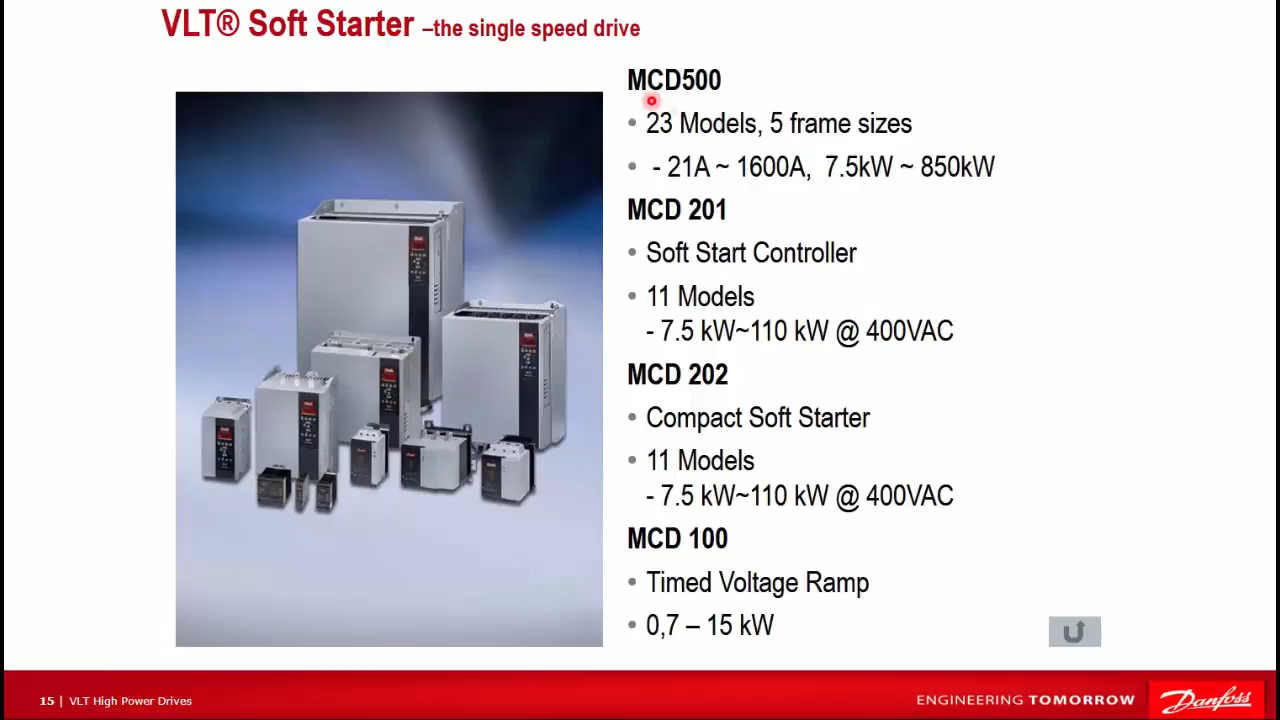 VLT® Soft Starter –the single speed drive
MCD500
• 23 Models, 5 frame sizes
• - 21A ~ 1600A, 7.5kW ~ 850kW
MCD 201
• Soft Start Controller
• 11 Models
- 7.5 kW~110 kW @ 400VAC
MCD 202
• Compact Soft Starter
• 11 Models
- 7.5 kW~110 kW @ 400VAC
MCD 100
• Timed Voltage Ramp
• 0,7 – 15 kW
15 | VLT High Power Drives
ENGINEERING TOMORROW
Danfoss